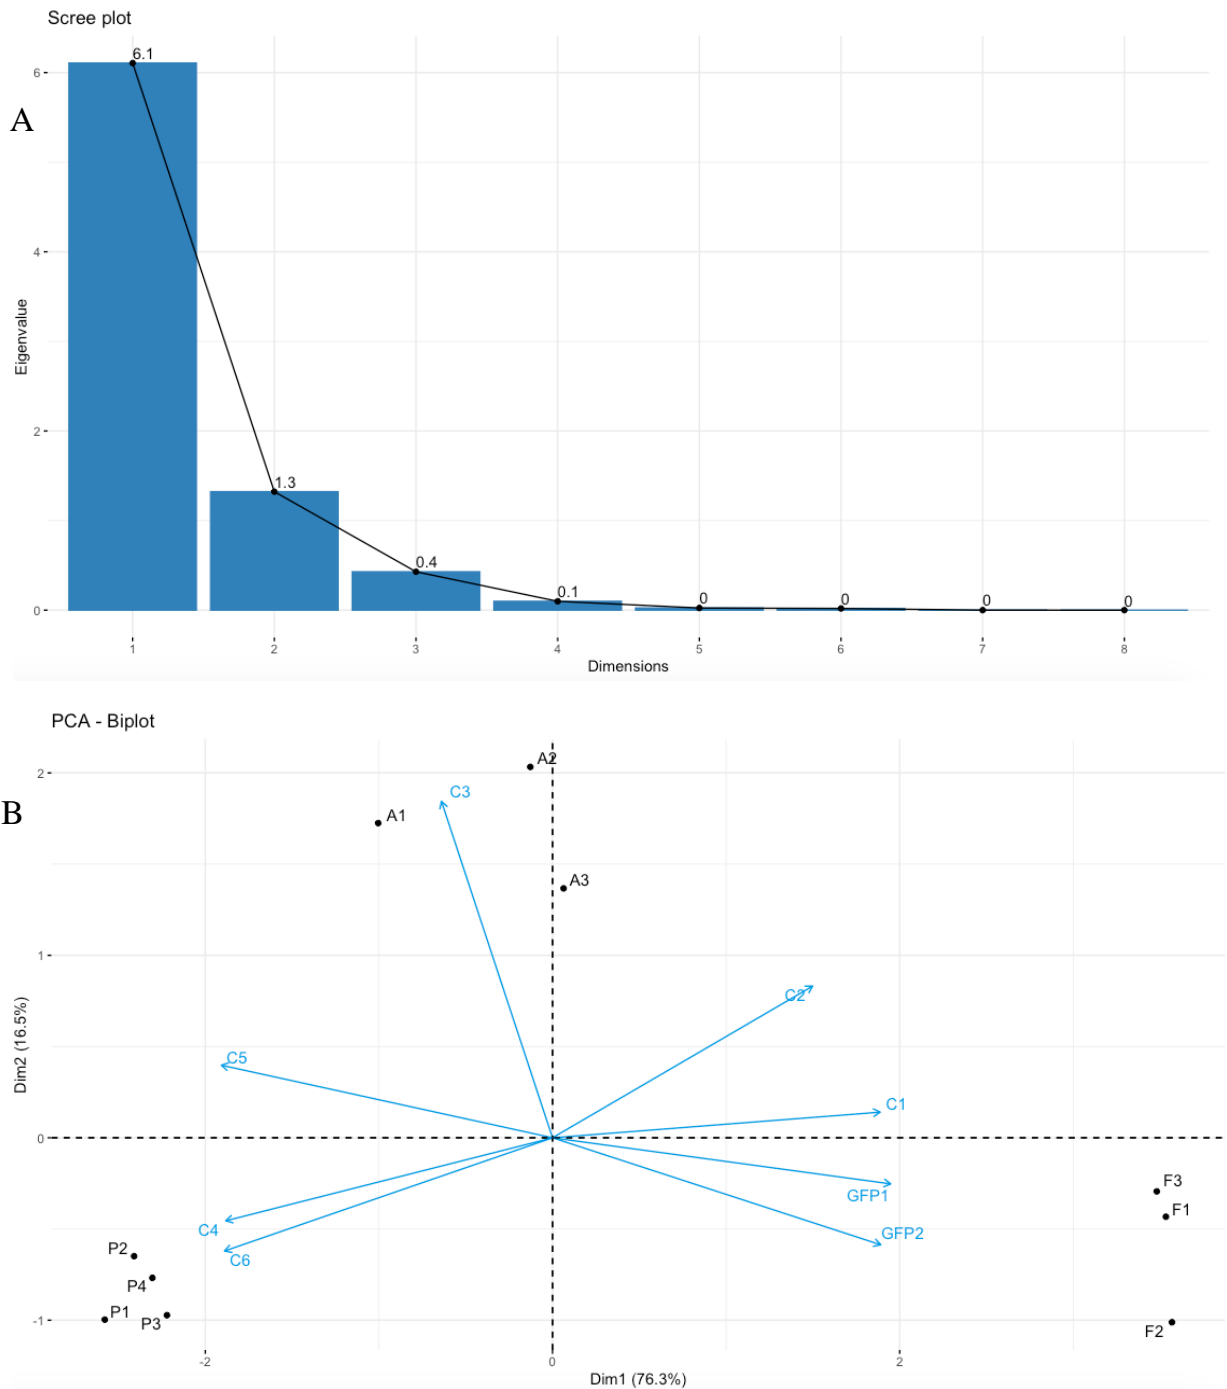 Scree plot
A
6.1
1.3
0.4
0.1
0
0
0
0
6
4
2
0
Eigenvalue
1 2 3 4 5 6 7 8
Dimensions
PCA - Biplot
B
A2
C3
A1
A3
C2
C5
C1
GFP1
F3
F1
C4
GFP2
P2
C6
P4
P1
P3
F2
2
1
0
-1
Dim2 (16.5%)
-2 0 2
Dim1 (76.3%)